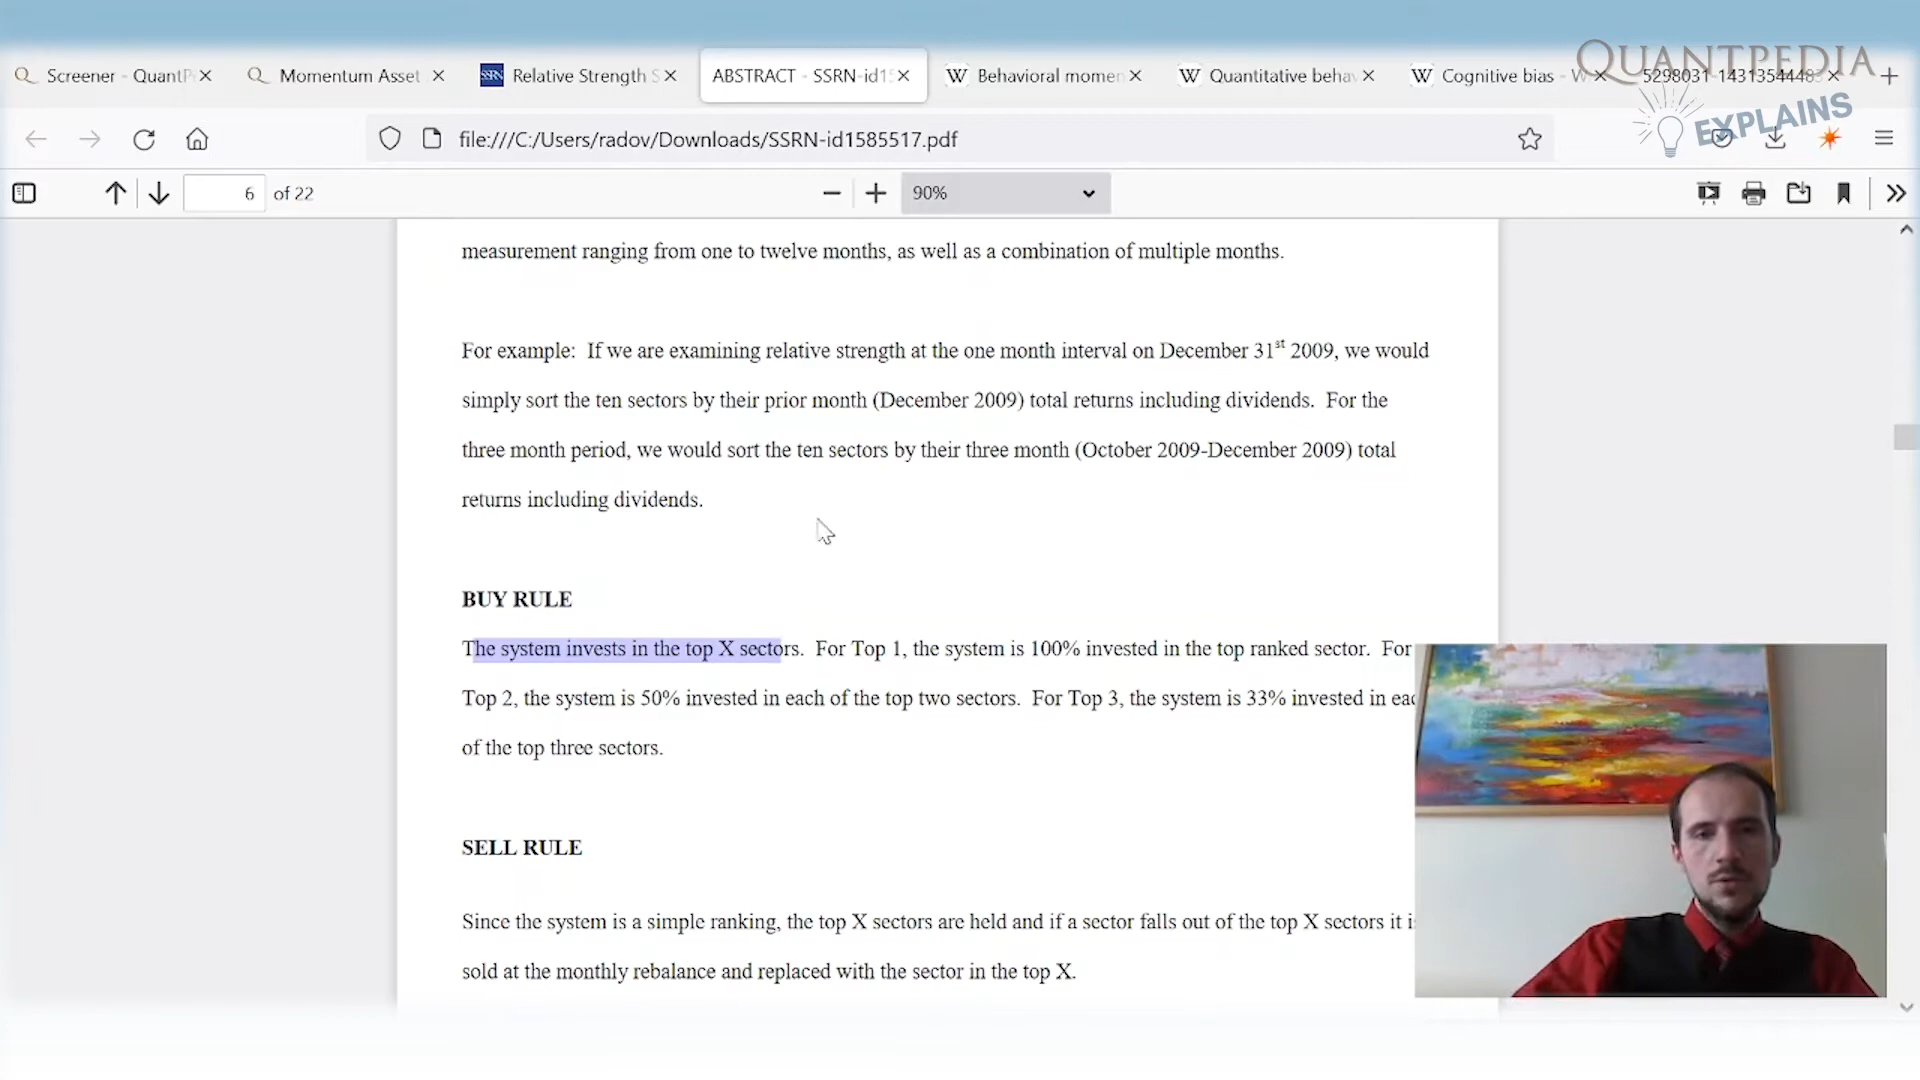 QUANTPEDIA
EXPLAINS
Screener - QuantP
Momentum Asset
SSRN Relative Strength S
ABSTRACT - SSRN-id15
W Behavioral momen
W Quantitative behav
W Cognitive bias - W
5298031-1431354448
file:///C:/Users/radov/Downloads/SSRN-id1585517.pdf
6 of 22
90%
measurement ranging from one to twelve months, as well as a combination of multiple months.
For example: If we are examining relative strength at the one month interval on December 31st 2009, we would
simply sort the ten sectors by their prior month (December 2009) total returns including dividends. For the
three month period, we would sort the ten sectors by their three month (October 2009-December 2009) total
returns including dividends.
BUY RULE
The system invests in the top X sectors. For Top 1, the system is 100% invested in the top ranked sector. For
Top 2, the system is 50% invested in each of the top two sectors. For Top 3, the system is 33% invested in eac
of the top three sectors.
SELL RULE
Since the system is a simple ranking, the top X sectors are held and if a sector falls out of the top X sectors it i
sold at the monthly rebalance and replaced with the sector in the top X.